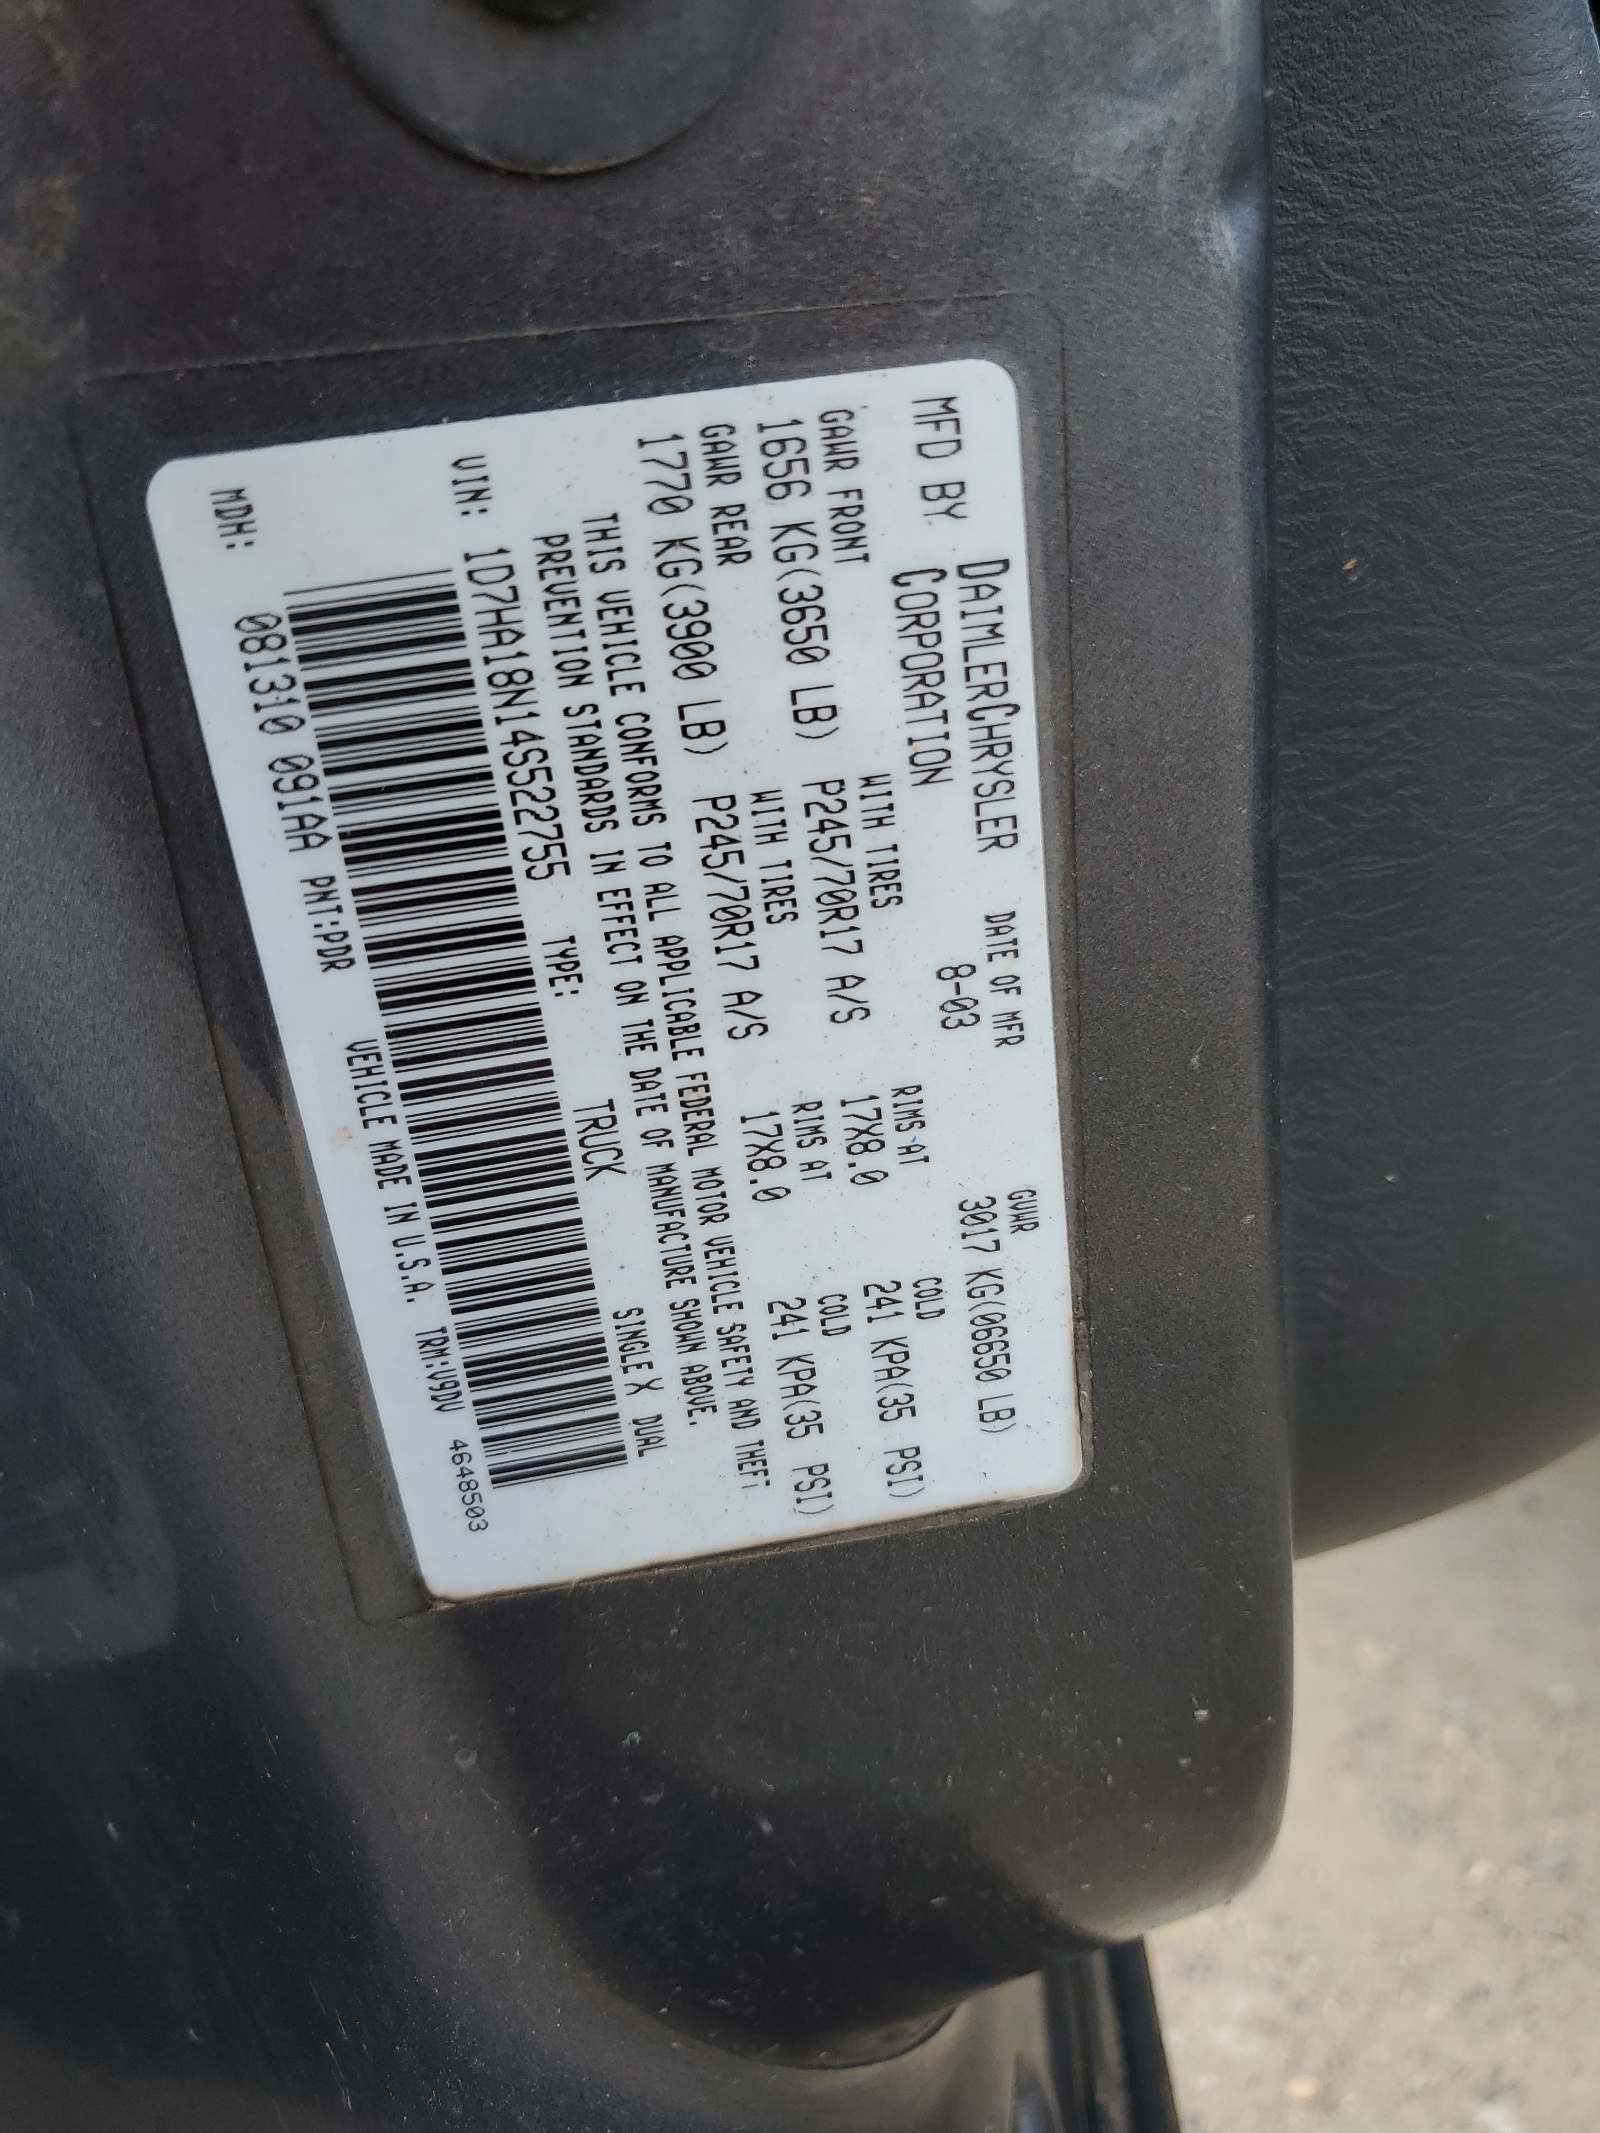 MFD BY DAIMLERCHRYSLER CORPORATION DATE OF MFR 8-03 GVWR 3017 KG(06650 LB)
GAWR FRONT WITH TIRES RIMS AT COLD
1656 KG(3650 LB) P245/70R17 A/S 17X8.0 241 KPA(35 PSI)
GAWR REAR WITH TIRES RIMS AT COLD
1770 KG(3900 LB) P245/70R17 A/S 17X8.0 241 KPA(35 PSI)
THIS VEHICLE CONFORMS TO ALL APPLICABLE FEDERAL MOTOR VEHICLE SAFETY AND THEFT
PREVENTION STANDARDS IN EFFECT ON THE DATE OF MANUFACTURE SHOWN ABOVE.
VIN: 1D7HA18N14S522755 TYPE: TRUCK SINGLE X DUAL
MDH: 081310 091AA PNT:PDR VEHICLE MADE IN U.S.A. TRM:V9DV 4648503